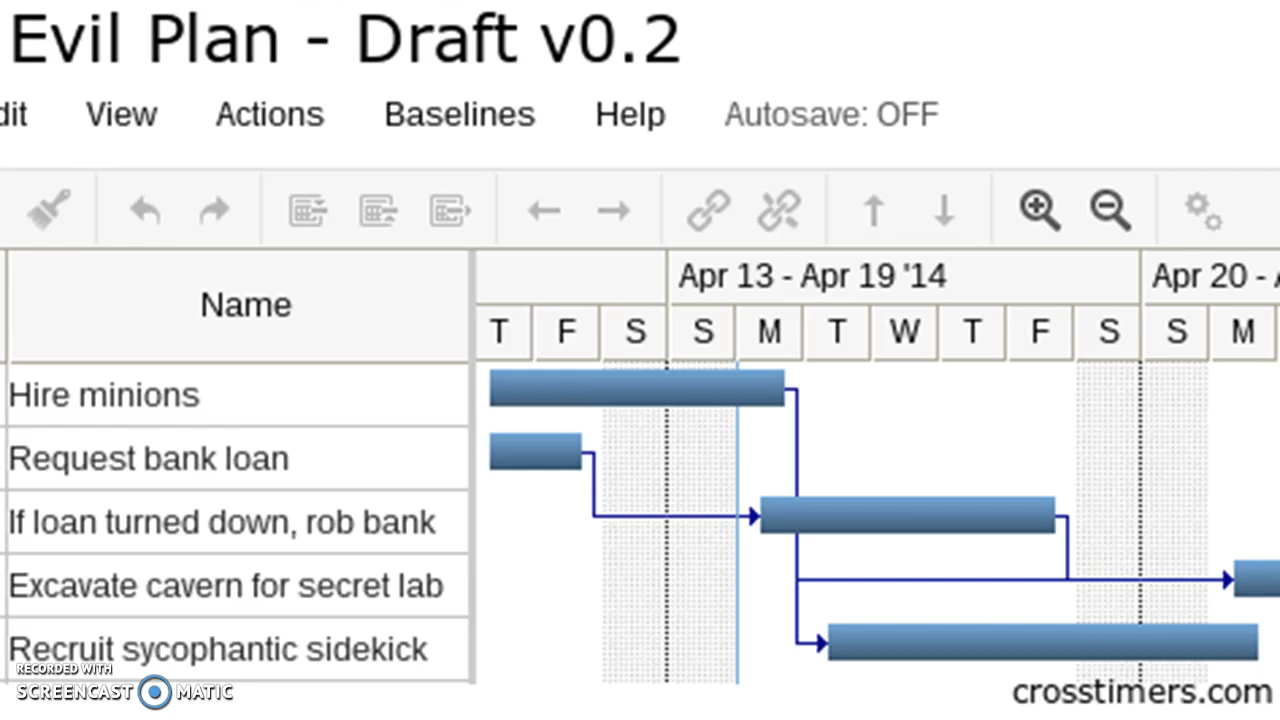 Evil Plan - Draft v0.2
dit View Actions Baselines Help Autosave: OFF
Name
Apr 13 - Apr 19 '14 Apr 20 -
T F S S M T W T F S S M
Hire minions
Request bank loan
If loan turned down, rob bank
Excavate cavern for secret lab
Recruit sycophantic sidekick
RECORDED WITH
SCREENCAST MATIC
crosstimers.com